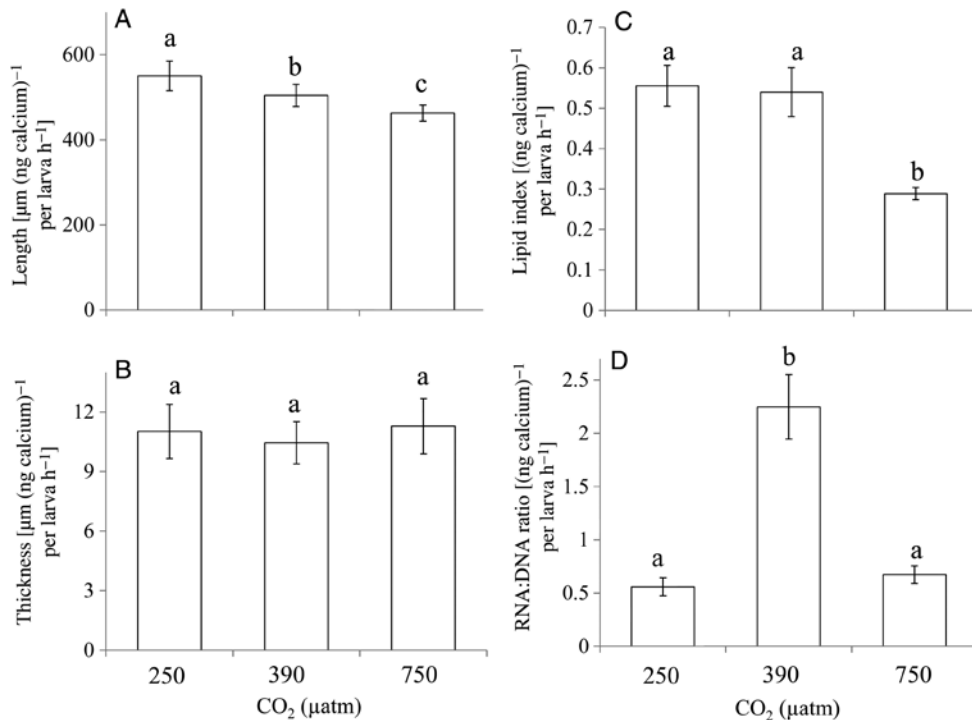 A
Length [µm (ng calcium)⁻¹
per larva h⁻¹]
600
400
200
0
a
b
c
B
Thickness [µm (ng calcium)⁻¹
per larva h⁻¹]
12
9
6
3
0
a
a
a
250
390
750
CO₂ (µatm)
C
Lipid index [(ng calcium)⁻¹
per larva h⁻¹]
0.7
0.6
0.5
0.4
0.3
0.2
0.1
0
a
a
b
D
RNA:DNA ratio [(ng calcium)⁻¹
per larva h⁻¹]
2.5
2
1.5
1
0.5
0
a
b
a
250
390
750
CO₂ (µatm)